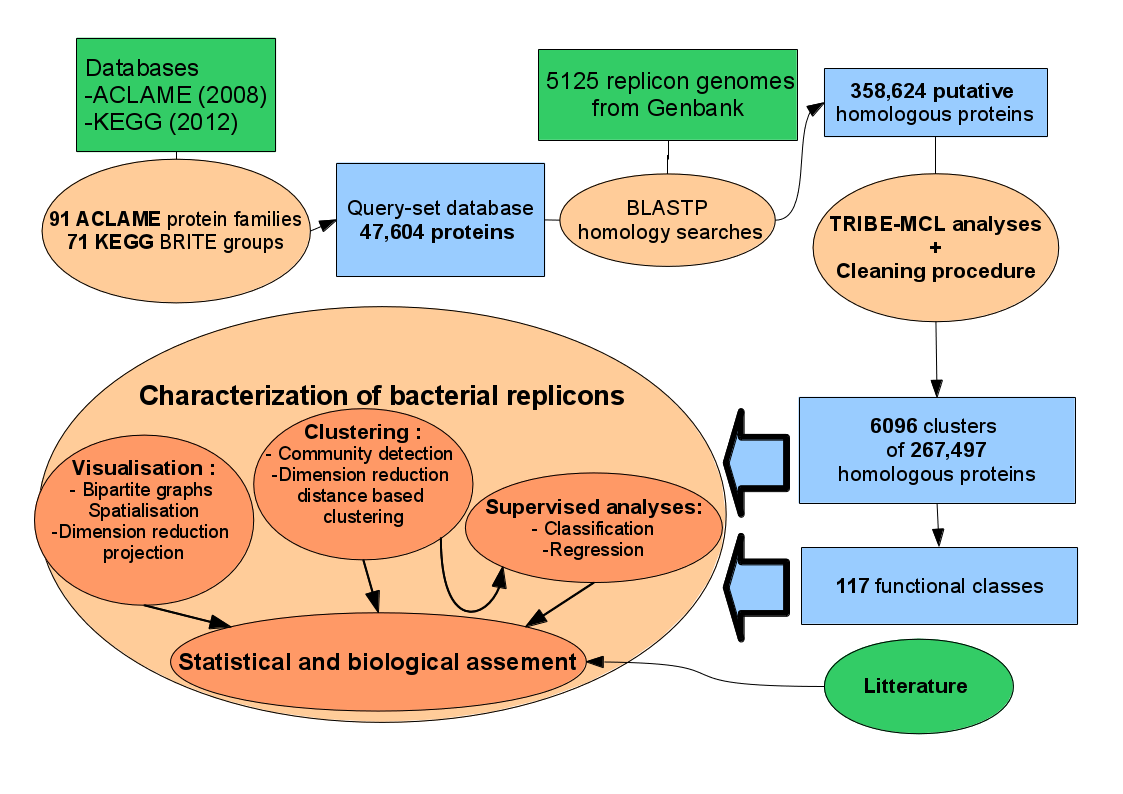 Databases
-ACLAME (2008)
-KEGG (2012)
91 ACLAME protein families
71 KEGG BRITE groups
Query-set database
47,604 proteins
5125 replicon genomes
from Genbank
BLASTP
homology searches
358,624 putative
homologous proteins
TRIBE-MCL analyses
+
Cleaning procedure
6096 clusters
of 267,497
homologous proteins
117 functional classes
Characterization of bacterial replicons
Visualisation :
- Bipartite graphs
Spatialisation
-Dimension reduction
projection
Clustering :
- Community detection
-Dimension reduction
distance based
clustering
Supervised analyses:
- Classification
-Regression
Statistical and biological assement
Litterature